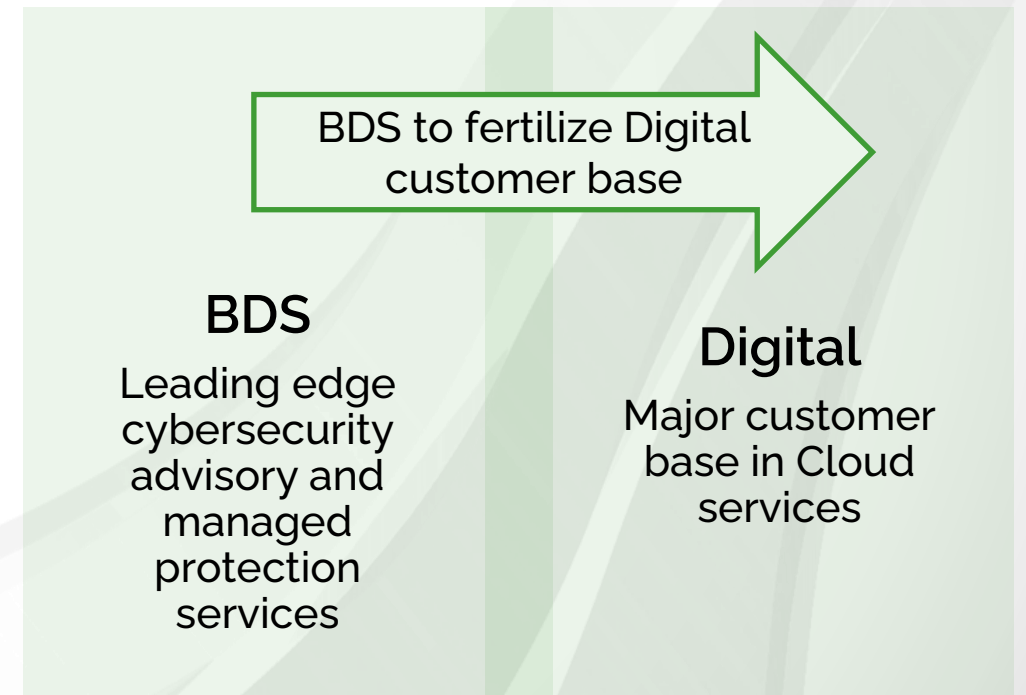 BDS to fertilize Digital
customer base
BDS
Leading edge
cybersecurity
advisory and
managed
protection
services
Digital
Major customer
base in Cloud
services